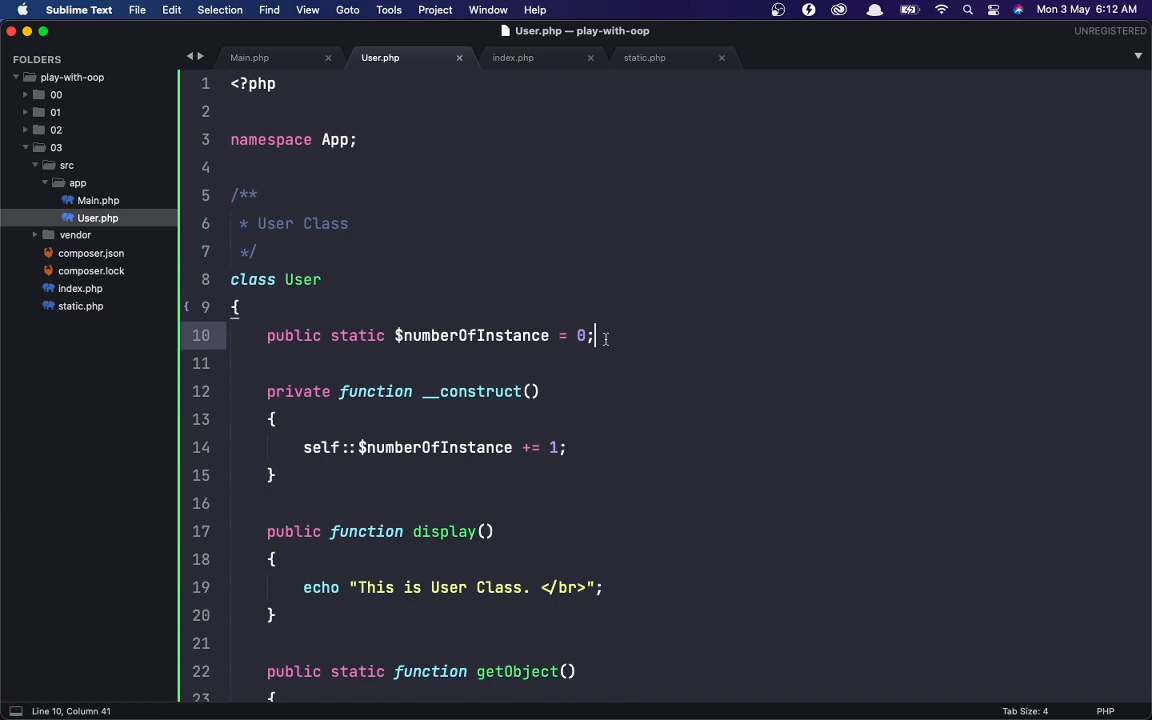 Sublime Text File Edit Selection Find View Goto Tools Project Window Help Mon 3 May 6:12 AM
User.php — play-with-oop UNREGISTERED
FOLDERS
play-with-oop
00
01
02
03
src
app
Main.php
User.php
vendor
composer.json
composer.lock
index.php
static.php
Main.php User.php index.php static.php
1 <?php
2
3 namespace App;
4
5 /**
6 * User Class
7 */
8 class User
9 {
10 public static $numberOfInstance = 0;
11
12 private function __construct()
13 {
14 self::$numberOfInstance += 1;
15 }
16
17 public function display()
18 {
19 echo "This is User Class. </br>";
20 }
21
22 public static function getObject()
23 {
Line 10, Column 41 Tab Size: 4 PHP